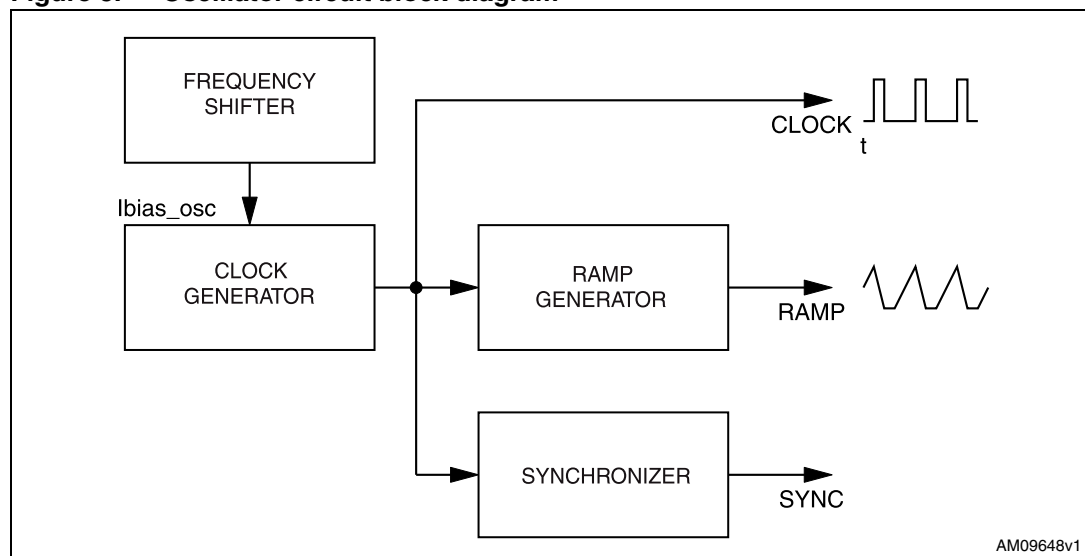 FREQUENCY
SHIFTER
CLOCK
t
Ibias_osc
CLOCK
GENERATOR
RAMP
GENERATOR
RAMP
SYNCHRONIZER
SYNC
AM09648v1